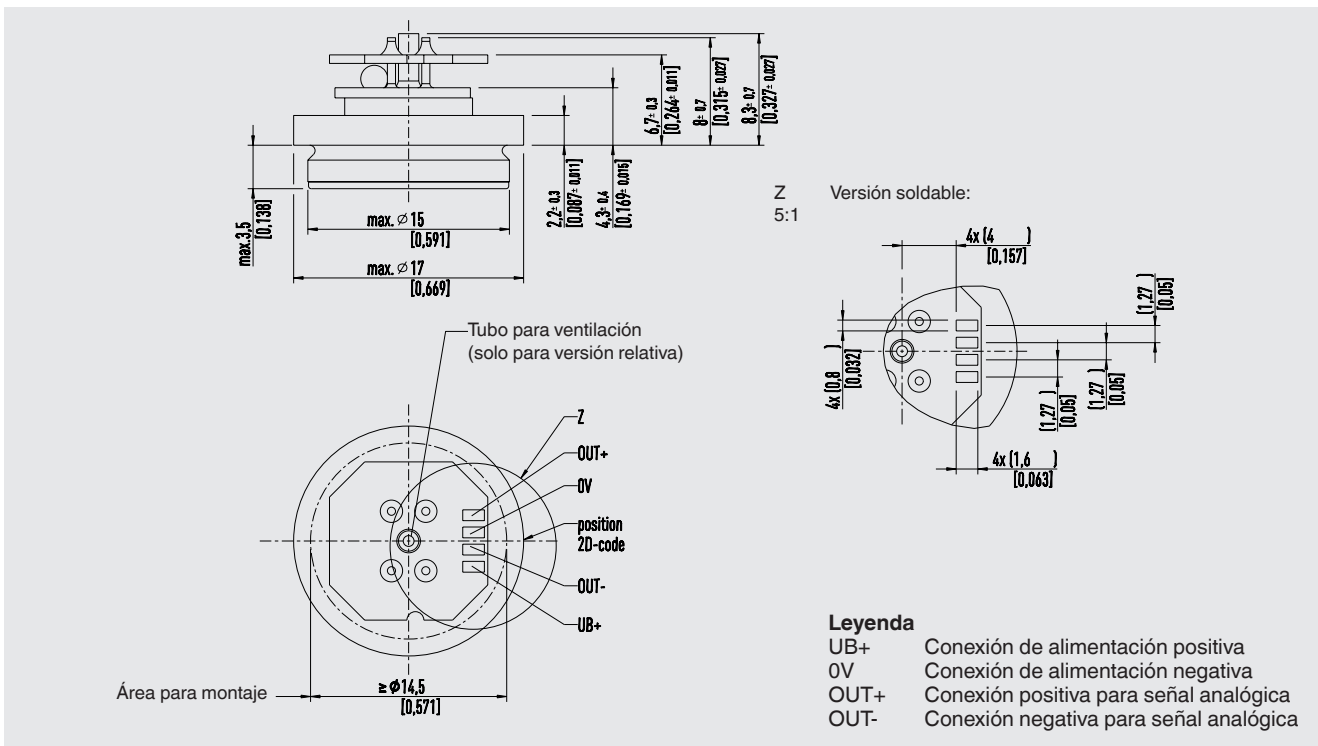 6,7± 0,3
[0,264± 0,011]
8± 0,7
[0,315± 0,027]
8,3± 0,7
[0,327± 0,027]
2,2± 0,3
[0,087± 0,011]
4,3± 0,4
[0,169± 0,015]
max.3,5
[0,138]
max. ⌀ 15
[0,591]
max. ⌀ 17
[0,669]
Z Versión soldable:
5:1
4x (4 )
[0,157]
(1,27 )
[0,05]
4x (0,8 )
[0,032]
(1,27 )
[0,05]
(1,27 )
[0,05]
4x (1,6 )
[0,063]
Tubo para ventilación
(solo para versión relativa)
Z
OUT+
0V
position
2D-code
OUT-
UB+
Área para montaje
≥ ⌀14,5
[0,571]
Leyenda
UB+ Conexión de alimentación positiva
0V Conexión de alimentación negativa
OUT+ Conexión positiva para señal analógica
OUT- Conexión negativa para señal analógica